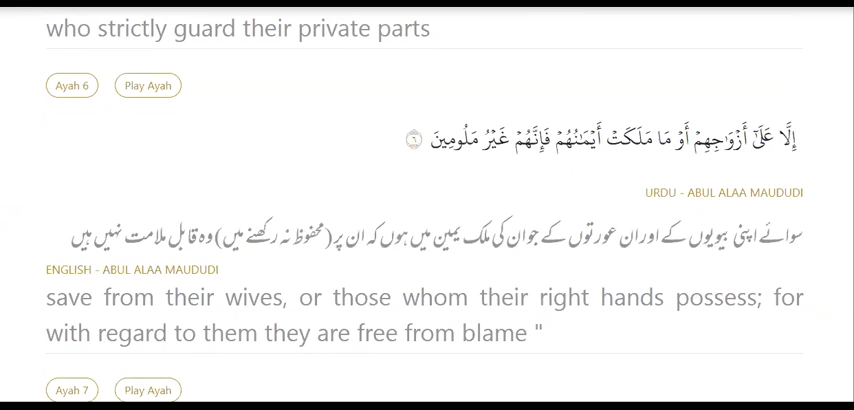 who strictly guard their private parts
Ayah 6 Play Ayah
إِلَّا عَلَىٰٓ أَزْوَٰجِهِمْ أَوْ مَا مَلَكَتْ أَيْمَٰنُهُمْ فَإِنَّهُمْ غَيْرُ مَلُومِينَ ٦
URDU - ABUL ALAA MAUDUDI
سوائے اپنی بیویوں کے اور ان عورتوں کے جو ان کی ملک یمین میں ہوں کہ ان پر (محفوظ نہ رکھنے میں) وہ قابل ملامت نہیں ہیں
ENGLISH - ABUL ALAA MAUDUDI
save from their wives, or those whom their right hands possess; for
with regard to them they are free from blame "
Ayah 7 Play Ayah